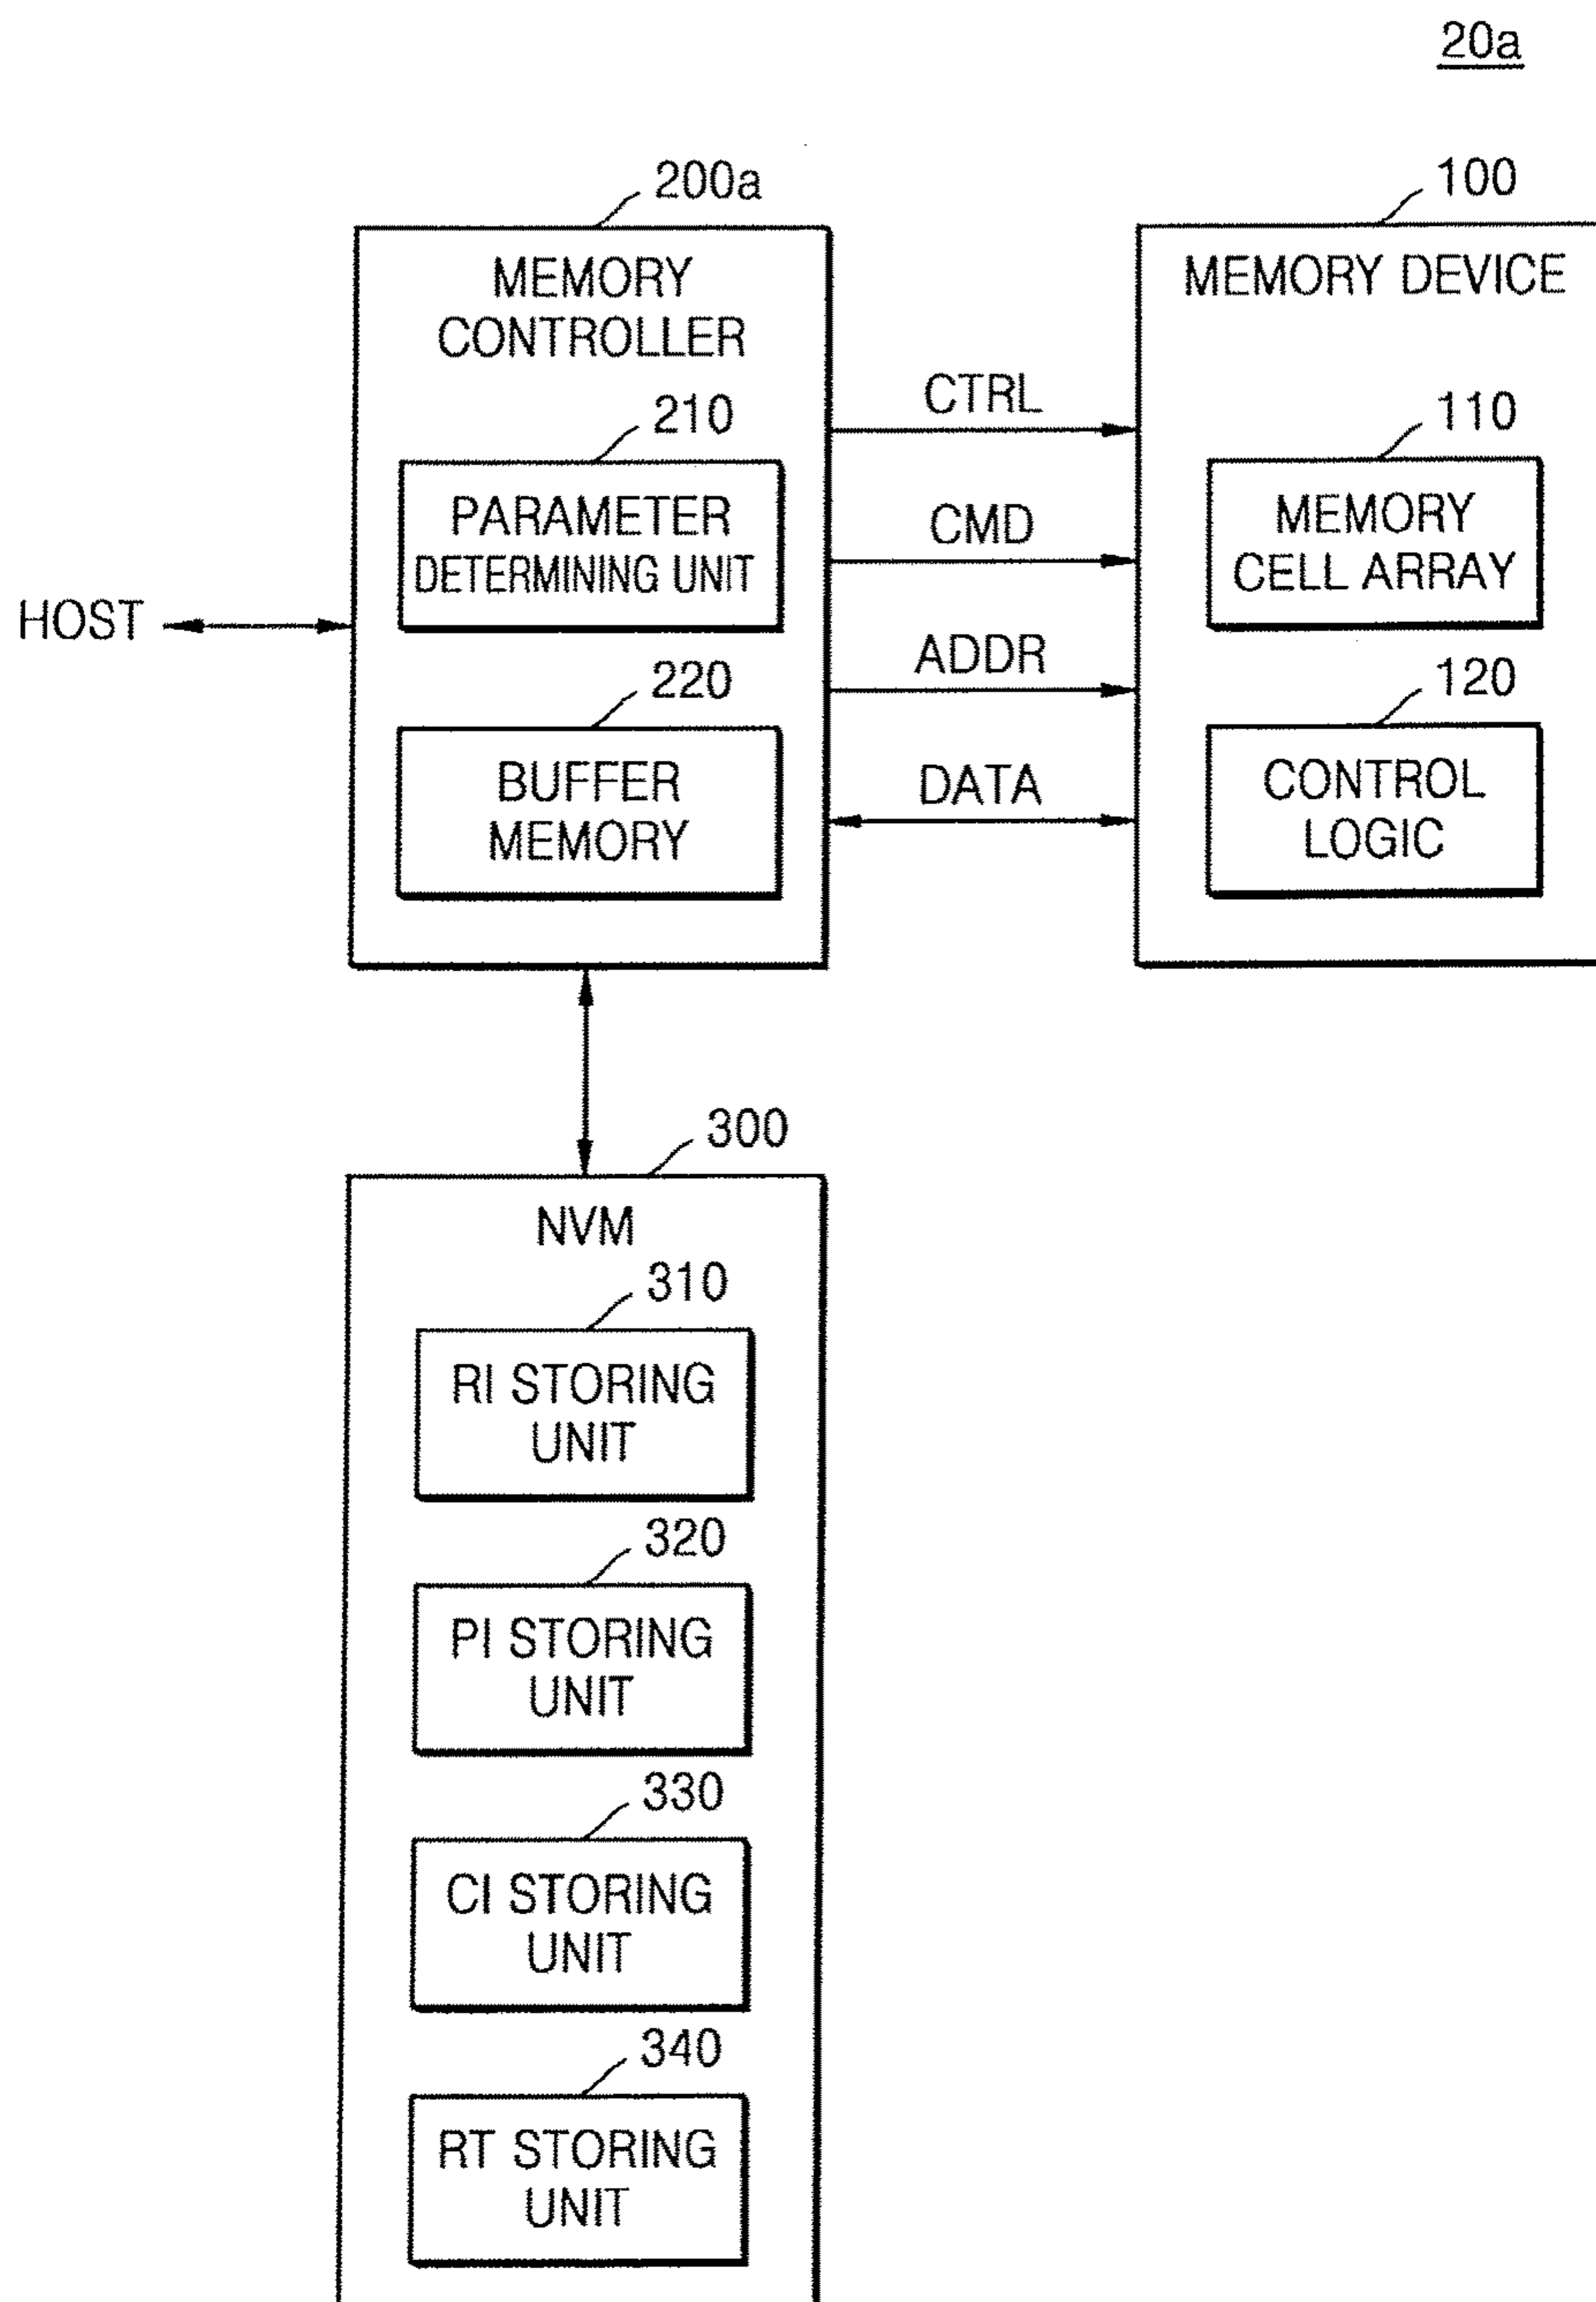 20a
200a
MEMORY
CONTROLLER
210
PARAMETER
DETERMINING UNIT
220
BUFFER
MEMORY
HOST
CTRL
CMD
ADDR
DATA
100
MEMORY DEVICE
110
MEMORY
CELL ARRAY
120
CONTROL
LOGIC
300
NVM
310
RI STORING
UNIT
320
PI STORING
UNIT
330
CI STORING
UNIT
340
RT STORING
UNIT